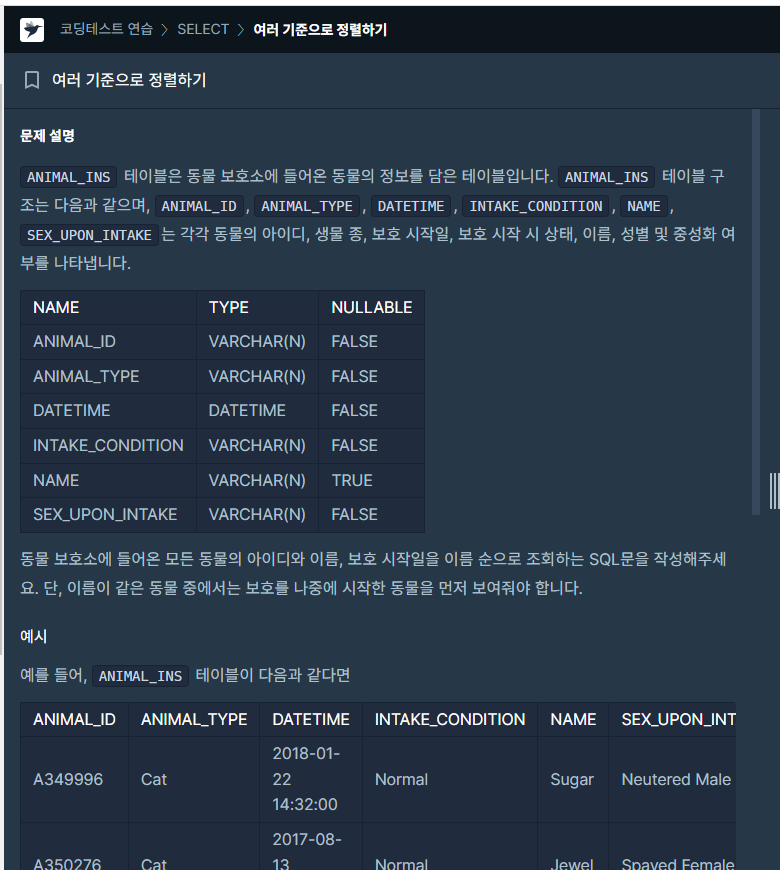 코딩테스트 연습 > SELECT > 여러 기준으로 정렬하기
여러 기준으로 정렬하기
문제 설명
ANIMAL_INS 테이블은 동물 보호소에 들어온 동물의 정보를 담은 테이블입니다. ANIMAL_INS 테이블 구
조는 다음과 같으며, ANIMAL_ID, ANIMAL_TYPE, DATETIME, INTAKE_CONDITION, NAME,
SEX_UPON_INTAKE는 각각 동물의 아이디, 생물 종, 보호 시작일, 보호 시작 시 상태, 이름, 성별 및 중성화 여
부를 나타냅니다.
NAME TYPE NULLABLE
ANIMAL_ID VARCHAR(N) FALSE
ANIMAL_TYPE VARCHAR(N) FALSE
DATETIME DATETIME FALSE
INTAKE_CONDITION VARCHAR(N) FALSE
NAME VARCHAR(N) TRUE
SEX_UPON_INTAKE VARCHAR(N) FALSE
동물 보호소에 들어온 모든 동물의 아이디와 이름, 보호 시작일을 이름 순으로 조회하는 SQL문을 작성해주세
요. 단, 이름이 같은 동물 중에서는 보호를 나중에 시작한 동물을 먼저 보여줘야 합니다.
예시
예를 들어, ANIMAL_INS 테이블이 다음과 같다면
ANIMAL_ID ANIMAL_TYPE DATETIME INTAKE_CONDITION NAME SEX_UPON_INT
2018-01-
A349996 Cat 22 Normal Sugar Neutered Male
14:32:00
2017-08-
A350276 Cat 13 Normal Jewel Spayed Female